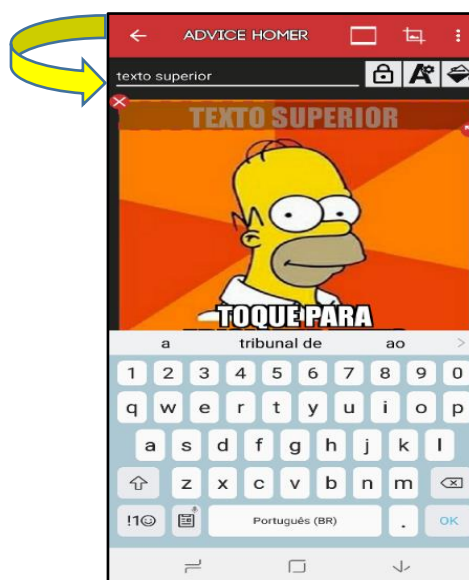 ADVICE HOMER
texto superior
TEXTO SUPERIOR
TOQUE PARA
a tribunal de ao
1 2 3 4 5 6 7 8 9 0
q w e r t y u i o p
a s d f g h j k l
z x c v b n m
!1☺ Português (BR) . OK